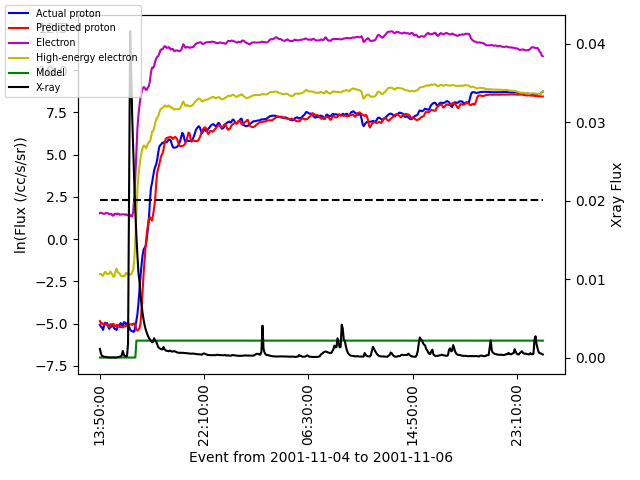 Actual proton
Predicted proton
Electron
High-energy electron
Model
X-ray
7.5
5.0
2.5
0.0
−2.5
−5.0
−7.5
ln(Flux (/cc/s/sr))
0.04
0.03
0.02
0.01
0.00
Xray Flux
13:50:00
22:10:00
06:30:00
14:50:00
23:10:00
Event from 2001-11-04 to 2001-11-06